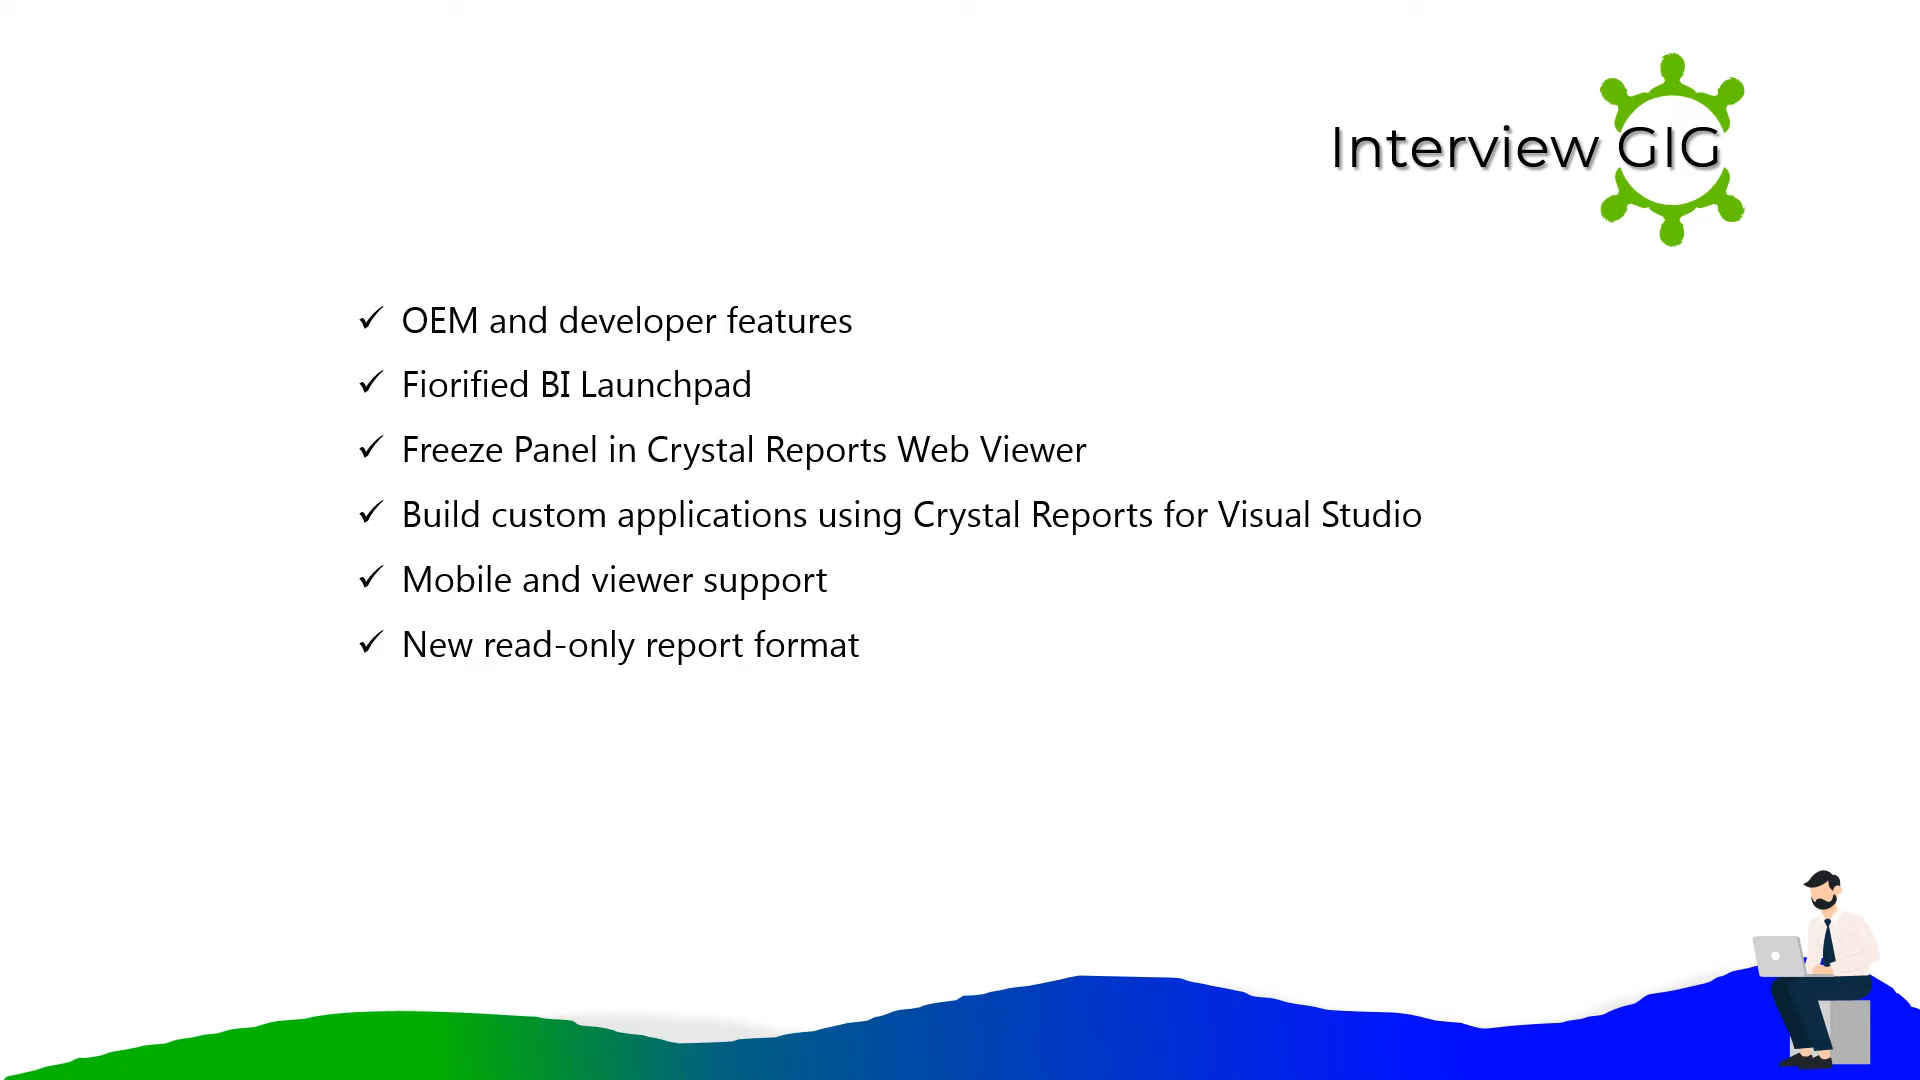 Interview GIG
✓ OEM and developer features
✓ Fiorified BI Launchpad
✓ Freeze Panel in Crystal Reports Web Viewer
✓ Build custom applications using Crystal Reports for Visual Studio
✓ Mobile and viewer support
✓ New read-only report format